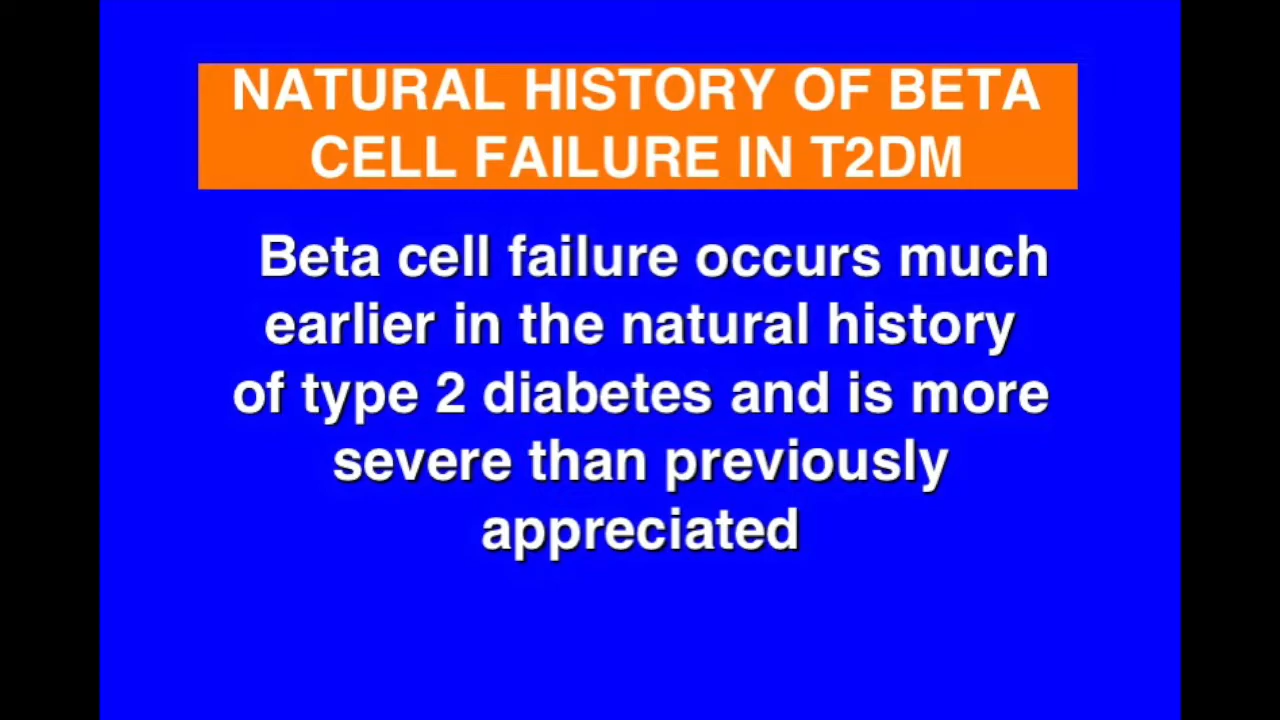 NATURAL HISTORY OF BETA
CELL FAILURE IN T2DM
Beta cell failure occurs much
earlier in the natural history
of type 2 diabetes and is more
severe than previously
appreciated